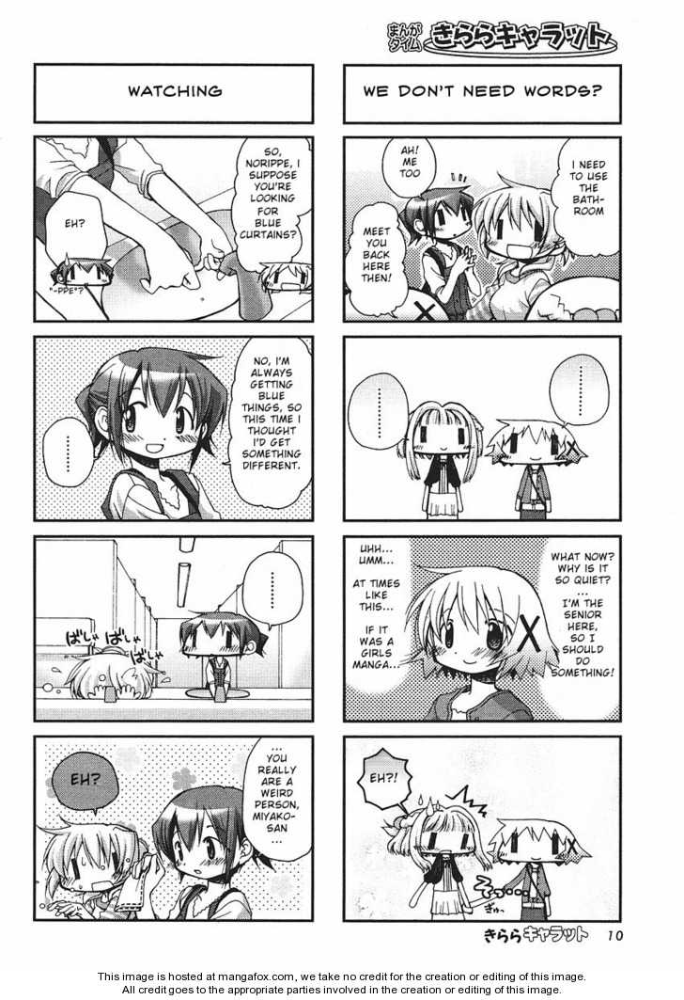 まんが
タイム
きららキャラット
WE DON'T NEED WORDS?
I NEED
TO USE
THE
BATH-
ROOM
AH!
ME
TOO
MEET
YOU
BACK
HERE
THEN!
………
………
WHAT NOW?
WHY IS IT
SO QUIET?
...
I'M THE
SENIOR
HERE,
SO I
SHOULD
DO
SOMETHING!
UHH...
UMM...
AT TIMES
LIKE
THIS...
IF IT
WAS A
GIRLS
MANGA...
EH?!
そっ…
ぎゅっ
WATCHING
SO,
NORIPPE, I
SUPPOSE
YOU'RE
LOOKING
FOR
BLUE
CURTAINS?
EH?
"-PPE"?
NO, I'M
ALWAYS
GETTING
BLUE
THINGS, SO
THIS TIME I
THOUGHT
I'D GET
SOMETHING
DIFFERENT.
………
………
ばしゃ
ばしゃ
ばしゃ
...
YOU
REALLY
ARE A
WEIRD
PERSON,
MIYAKO-
SAN...
EH?
きららキャラット 10
This image is hosted at mangafox.com, we take no credit for the creation or editing of this image.
All credit goes to the appropriate parties involved in the creation or editing of this image.